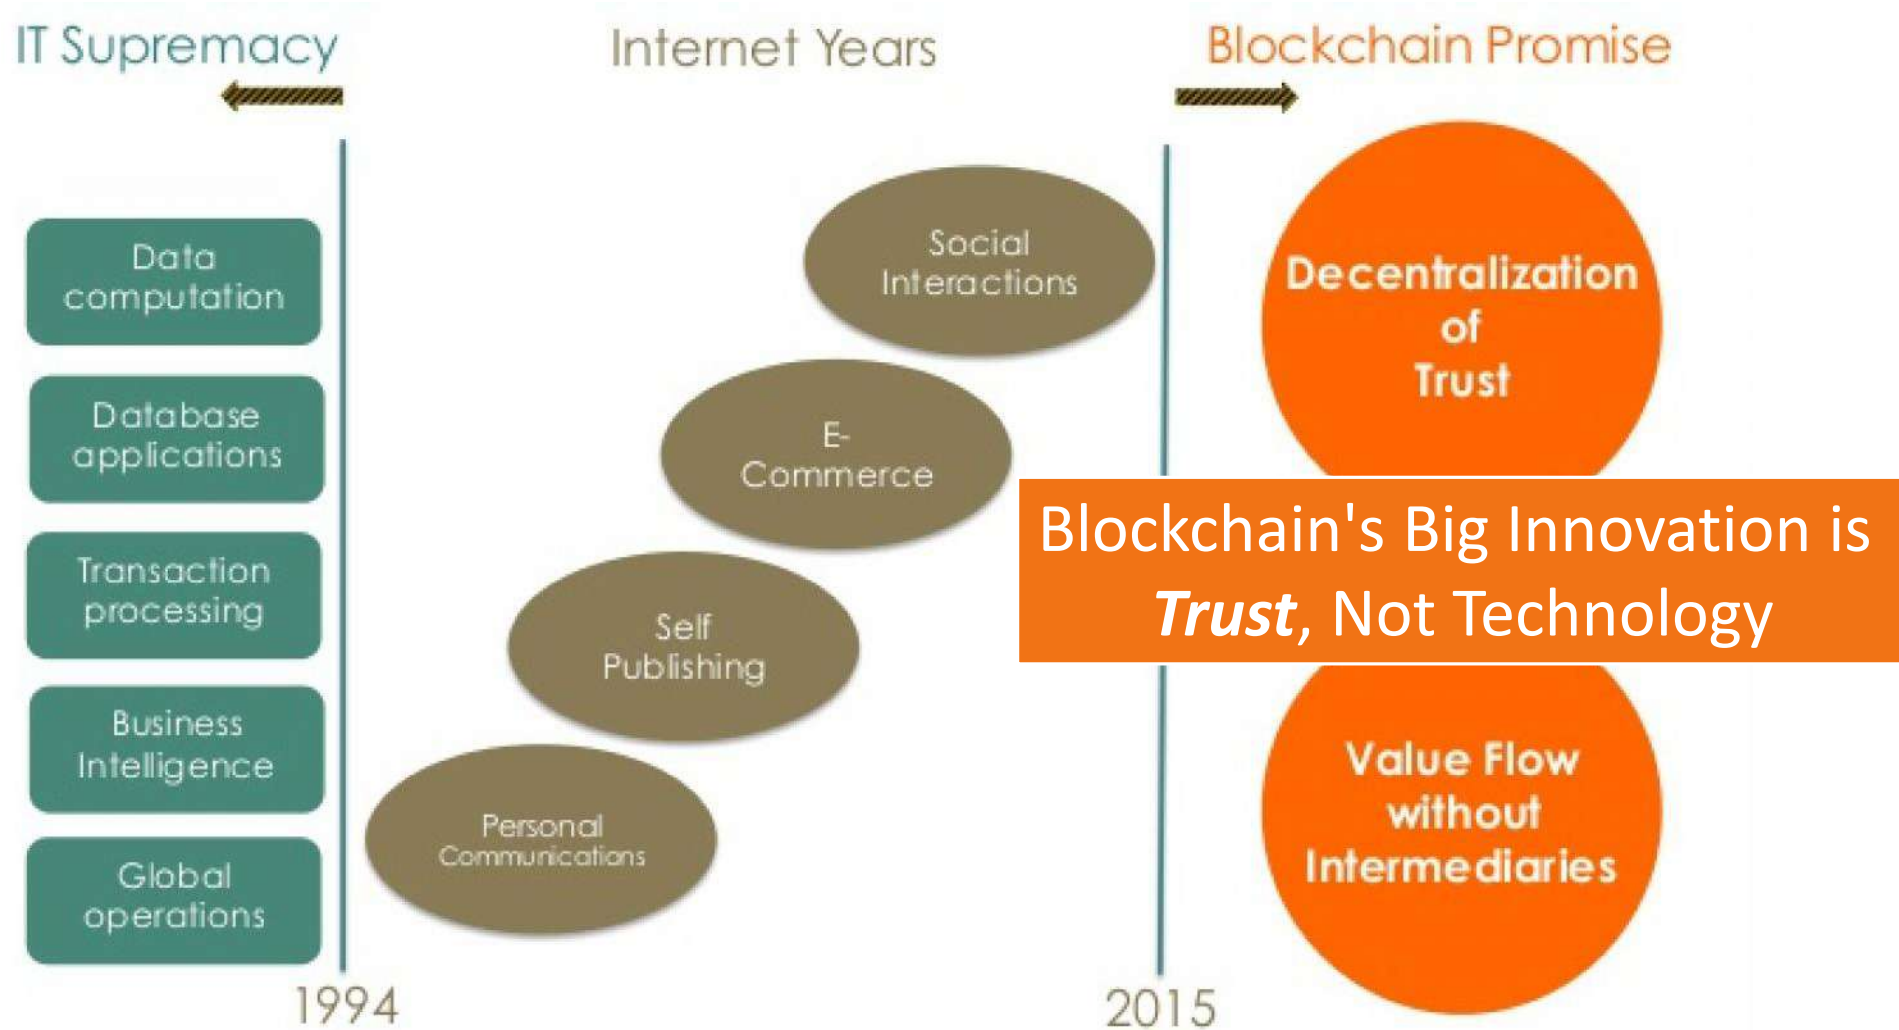 IT Supremacy
Internet Years
Blockchain Promise
Data
computation
Database
applications
Transaction
processing
Business
Intelligence
Global
operations
Social
Interactions
E-
Commerce
Self
Publishing
Personal
Communications
Decentralization
of
Trust
Blockchain's Big Innovation is
Trust, Not Technology
Value Flow
without
Intermediaries
1994
2015